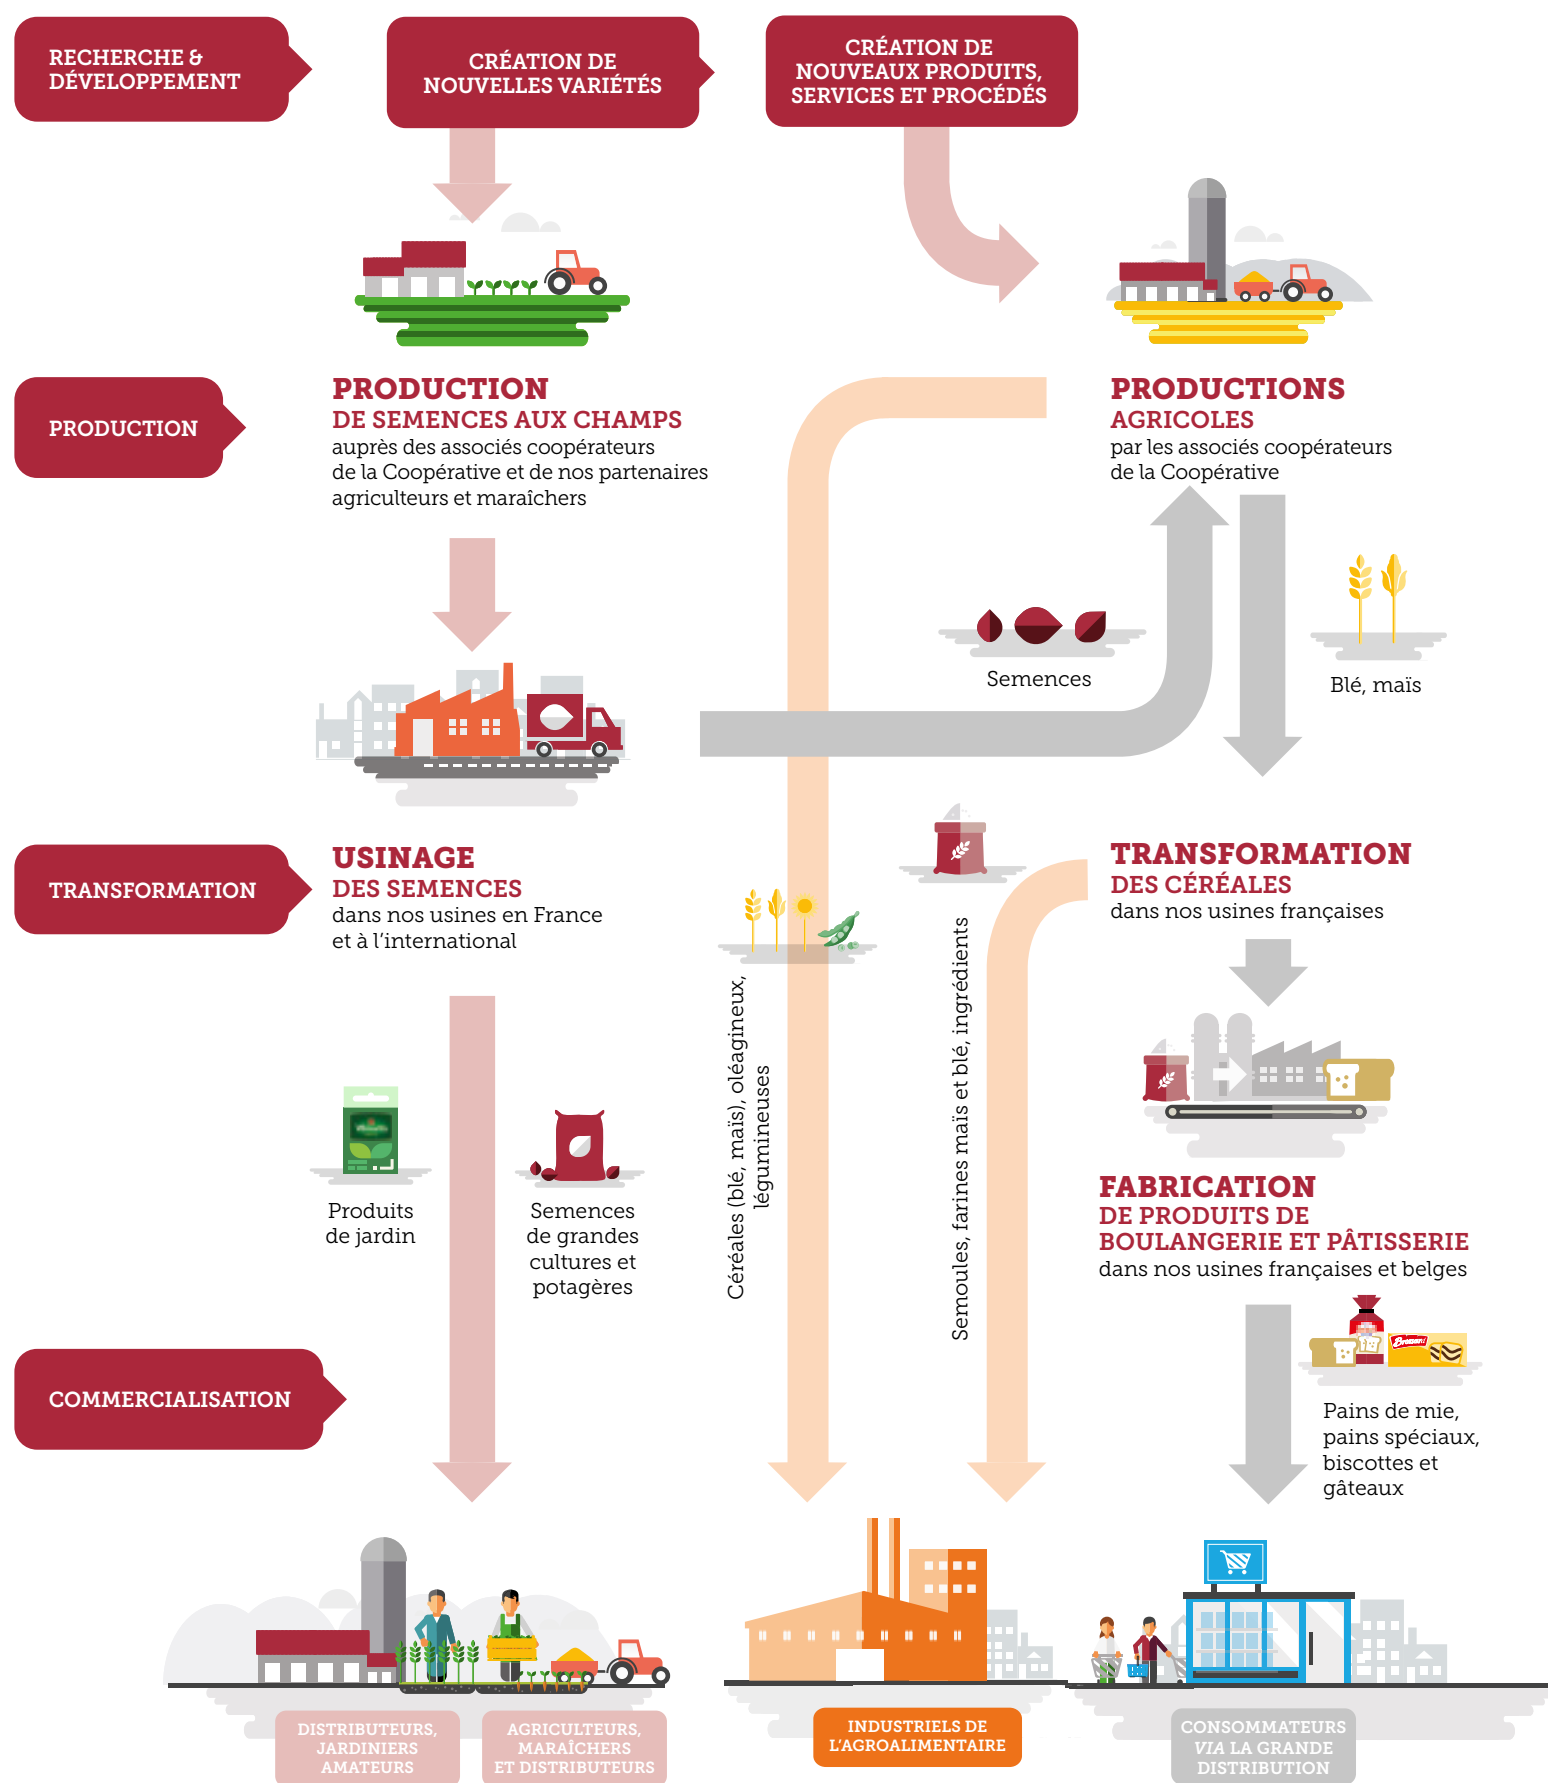 RECHERCHE &
DÉVELOPPEMENT
CRÉATION DE
NOUVELLES VARIÉTÉS
CRÉATION DE
NOUVEAUX PRODUITS,
SERVICES ET PROCÉDÉS
PRODUCTION
PRODUCTION
DE SEMENCES AUX CHAMPS
auprès des associés coopérateurs
de la Coopérative et de nos partenaires
agriculteurs et maraîchers
PRODUCTIONS
AGRICOLES
par les associés coopérateurs
de la Coopérative
Semences
Blé, maïs
TRANSFORMATION
USINAGE
DES SEMENCES
dans nos usines en France
et à l'international
TRANSFORMATION
DES CÉRÉALES
dans nos usines françaises
Céréales (blé, maïs), oléagineux,
légumineuses
Semoules, farines maïs et blé, ingrédients
Produits
de jardin
Semences
de grandes
cultures et
potagères
FABRICATION
DE PRODUITS DE
BOULANGERIE ET PÂTISSERIE
dans nos usines françaises et belges
Brossard
Pains de mie,
pains spéciaux,
biscottes et
gâteaux
COMMERCIALISATION
DISTRIBUTEURS,
JARDINIERS
AMATEURS
AGRICULTEURS,
MARAÎCHERS
ET DISTRIBUTEURS
INDUSTRIELS DE
L'AGROALIMENTAIRE
CONSOMMATEURS
VIA LA GRANDE
DISTRIBUTION